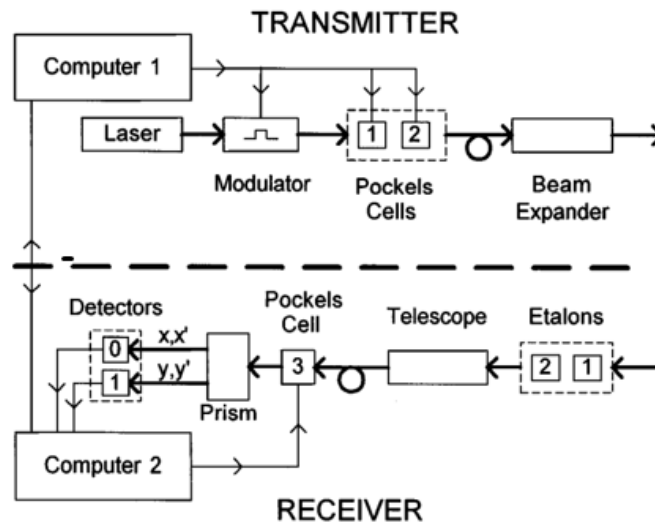 TRANSMITTER
Computer 1
Laser
1
2
Modulator
Pockels
Cells
Beam
Expander
Detectors
Pockels
Cell
Telescope
Etalons
0
x,x'
1
y,y'
3
2
1
Prism
Computer 2
RECEIVER